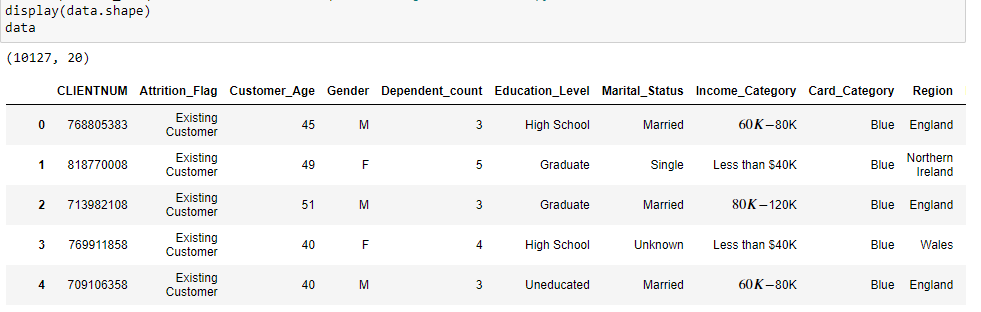 display(data.shape)
data
(10127, 20)
CLIENTNUM Attrition_Flag Customer_Age Gender Dependent_count Education_Level Marital_Status Income_Category Card_Category Region
0 768805383 Existing Customer 45 M 3 High School Married 60K−80K Blue England
1 818770008 Existing Customer 49 F 5 Graduate Single Less than $40K Blue Northern Ireland
2 713982108 Existing Customer 51 M 3 Graduate Married 80K−120K Blue England
3 769911858 Existing Customer 40 F 4 High School Unknown Less than $40K Blue Wales
4 709106358 Existing Customer 40 M 3 Uneducated Married 60K−80K Blue England